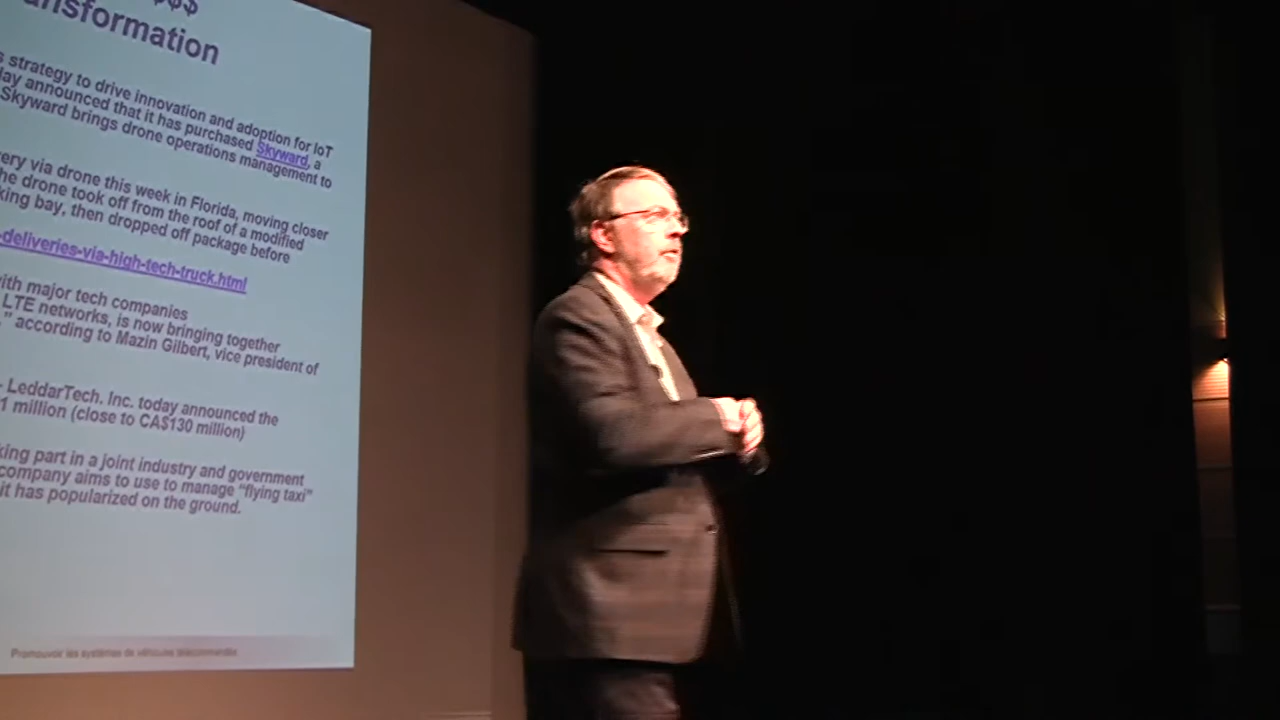 $$$
ansformation
s strategy to drive innovation and adoption for IoT
lay announced that it has purchased Skyward, a
Skyward brings drone operations management to
ery via drone this week in Florida, moving closer
he drone took off from the roof of a modified
king bay, then dropped off package before
-deliveries-via-high-tech-truck.html
ith major tech companies
LTE networks, is now bringing together
," according to Mazin Gilbert, vice president of
- LeddarTech. Inc. today announced the
1 million (close to CA$130 million)
king part in a joint industry and government
company aims to use to manage "flying taxi"
it has popularized on the ground.
Promouvoir les systèmes de véhicules télécommandés